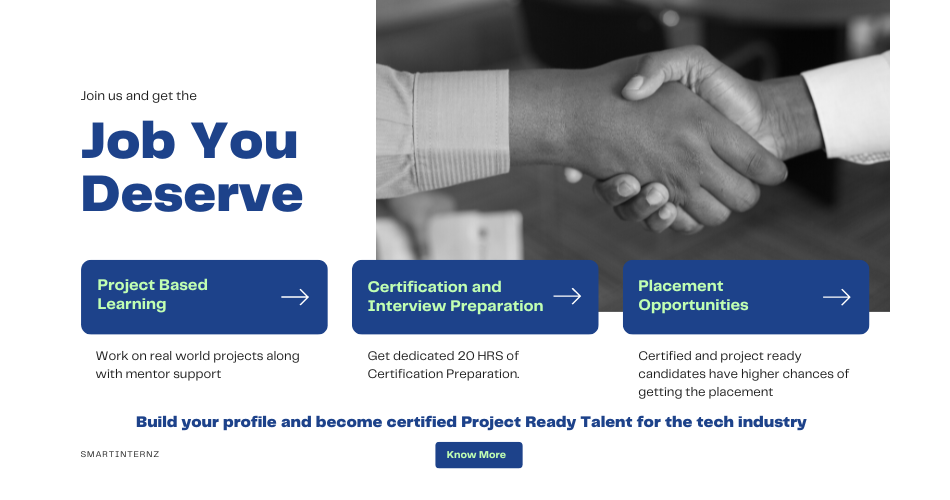 Join us and get the
Job You
Deserve
Project Based
Learning
Work on real world projects along
with mentor support
Certification and
Interview Preparation
Get dedicated 20 HRS of
Certification Preparation.
Placement
Opportunities
Certified and project ready
candidates have higher chances of
getting the placement
Build your profile and become certified Project Ready Talent for the tech industry
SMARTINTERNZ
Know More